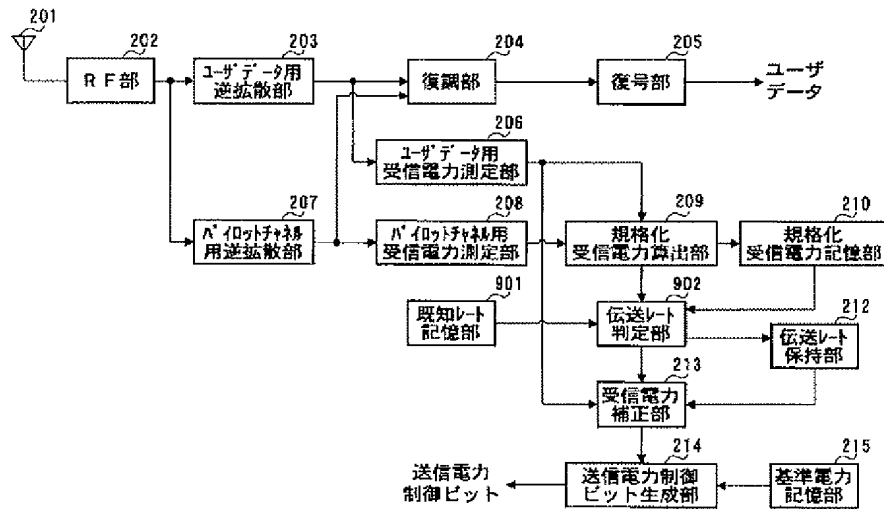 201
202
RF部
203
ユーザデータ用
逆拡散部
204
復調部
205
復号部
ユーザ
データ
206
ユーザデータ用
受信電力測定部
207
パイロットチャネル
用逆拡散部
208
パイロットチャネル用
受信電力測定部
209
規格化
受信電力算出部
210
規格化
受信電力記憶部
901
既知レート
記憶部
902
伝送レート
判定部
212
伝送レート
保持部
213
受信電力
補正部
214
送信電力制御
ビット生成部
215
基準電力
記憶部
送信電力
制御ビット